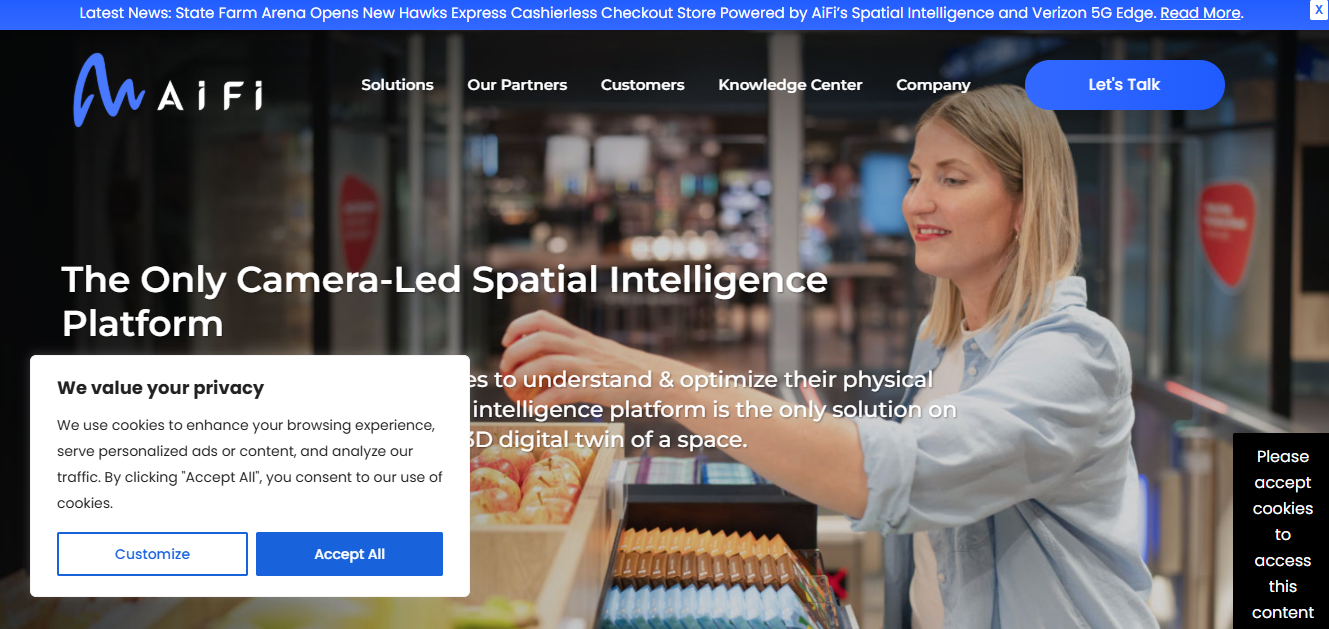 Latest News: State Farm Arena Opens New Hawks Express Cashierless Checkout Store Powered by AiFi’s Spatial Intelligence and Verizon 5G Edge. Read More.
X
AiFi
Solutions
Our Partners
Customers
Knowledge Center
Company
Let's Talk
The Only Camera-Led Spatial Intelligence
Platform
es to understand & optimize their physical
intelligence platform is the only solution on
3D digital twin of a space.
We value your privacy
We use cookies to enhance your browsing experience,
serve personalized ads or content, and analyze our
traffic. By clicking "Accept All", you consent to our use of
cookies.
Customize
Accept All
Please
accept
cookies
to
access
this
content